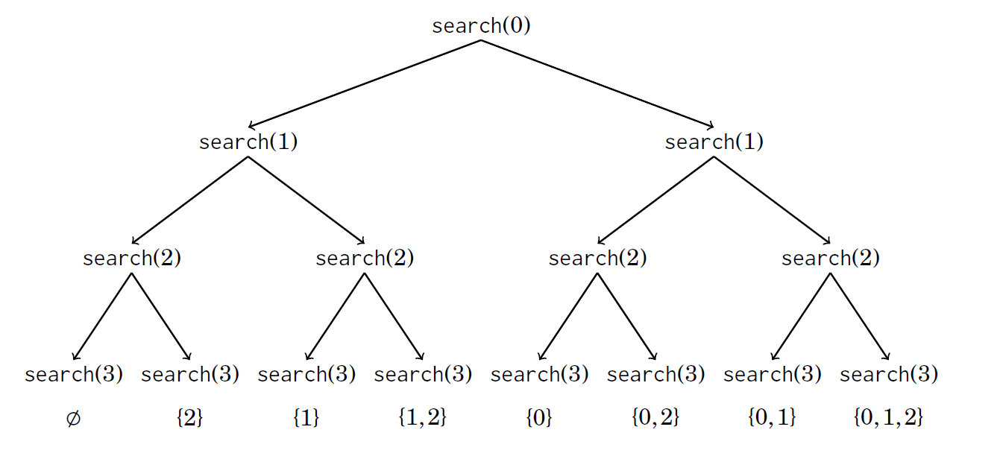 search(0)
search(1) search(1)
search(2) search(2) search(2) search(2)
search(3) search(3) search(3) search(3) search(3) search(3) search(3) search(3)
∅ {2} {1} {1,2} {0} {0,2} {0,1} {0,1,2}